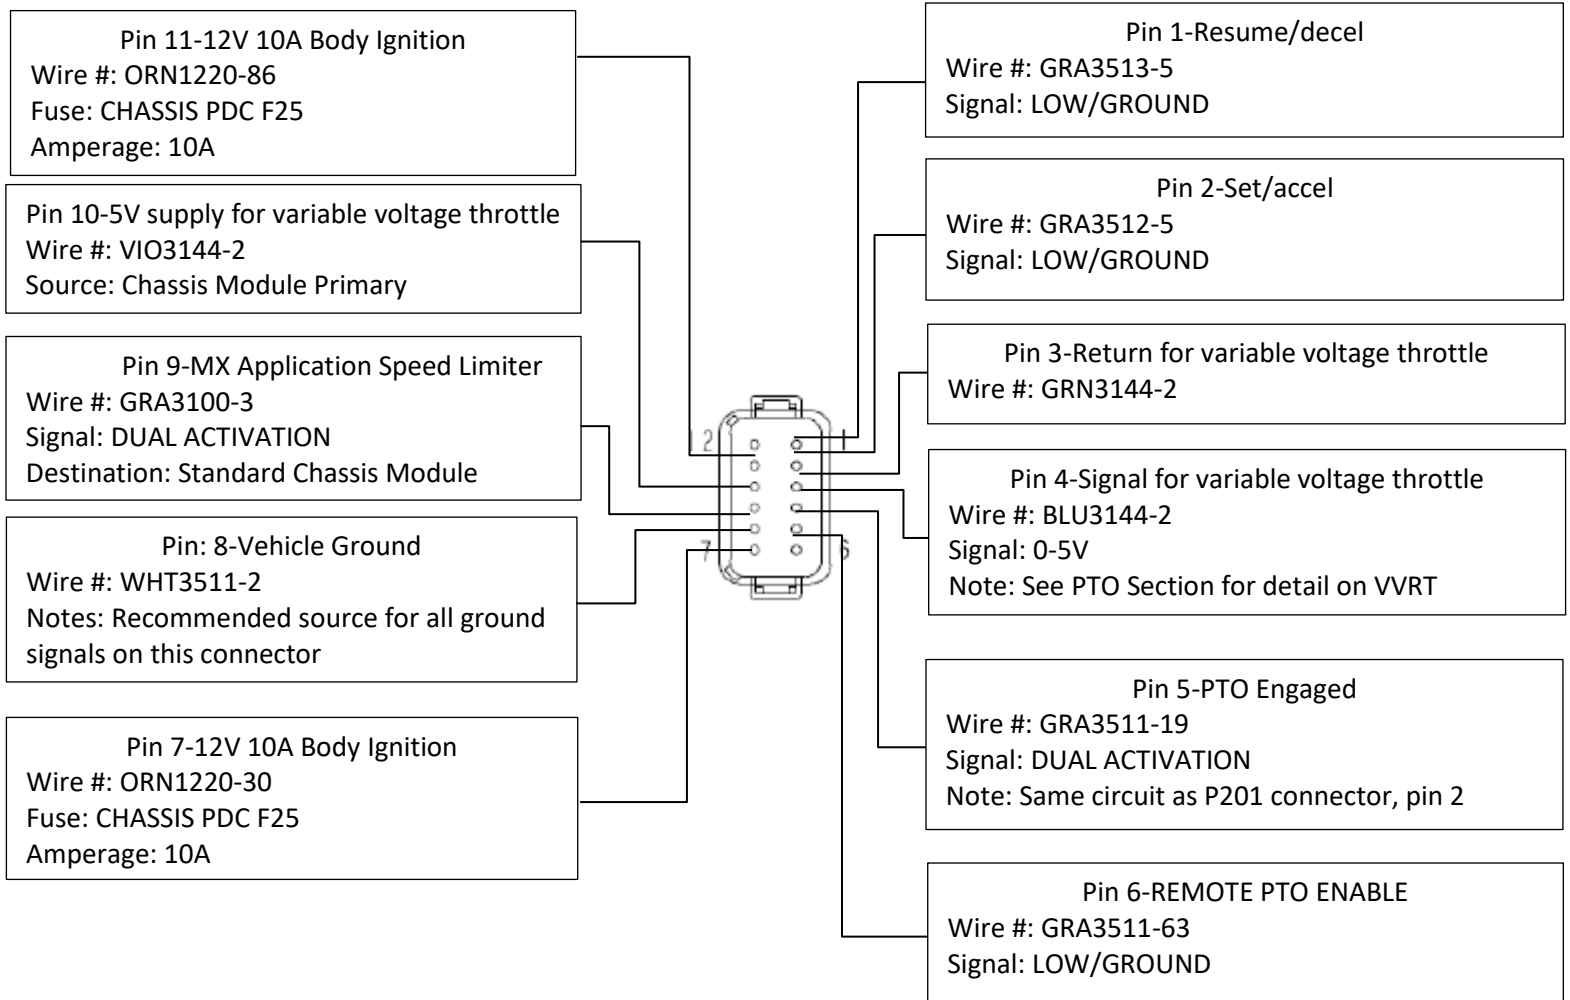 Pin 11-12V 10A Body Ignition
Wire #: ORN1220-86
Fuse: CHASSIS PDC F25
Amperage: 10A
Pin 10-5V supply for variable voltage throttle
Wire #: VIO3144-2
Source: Chassis Module Primary
Pin 9-MX Application Speed Limiter
Wire #: GRA3100-3
Signal: DUAL ACTIVATION
Destination: Standard Chassis Module
Pin: 8-Vehicle Ground
Wire #: WHT3511-2
Notes: Recommended source for all ground
signals on this connector
Pin 7-12V 10A Body Ignition
Wire #: ORN1220-30
Fuse: CHASSIS PDC F25
Amperage: 10A
12
1
7
6
Pin 1-Resume/decel
Wire #: GRA3513-5
Signal: LOW/GROUND
Pin 2-Set/accel
Wire #: GRA3512-5
Signal: LOW/GROUND
Pin 3-Return for variable voltage throttle
Wire #: GRN3144-2
Pin 4-Signal for variable voltage throttle
Wire #: BLU3144-2
Signal: 0-5V
Note: See PTO Section for detail on VVRT
Pin 5-PTO Engaged
Wire #: GRA3511-19
Signal: DUAL ACTIVATION
Note: Same circuit as P201 connector, pin 2
Pin 6-REMOTE PTO ENABLE
Wire #: GRA3511-63
Signal: LOW/GROUND